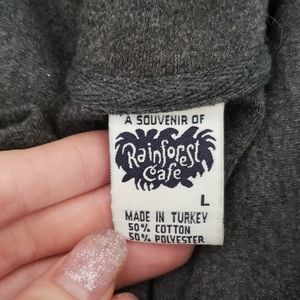 A SOUVENIR OF
Rainforest
Cafe
L
MADE IN TURKEY
50% COTTON
50% POLYESTER